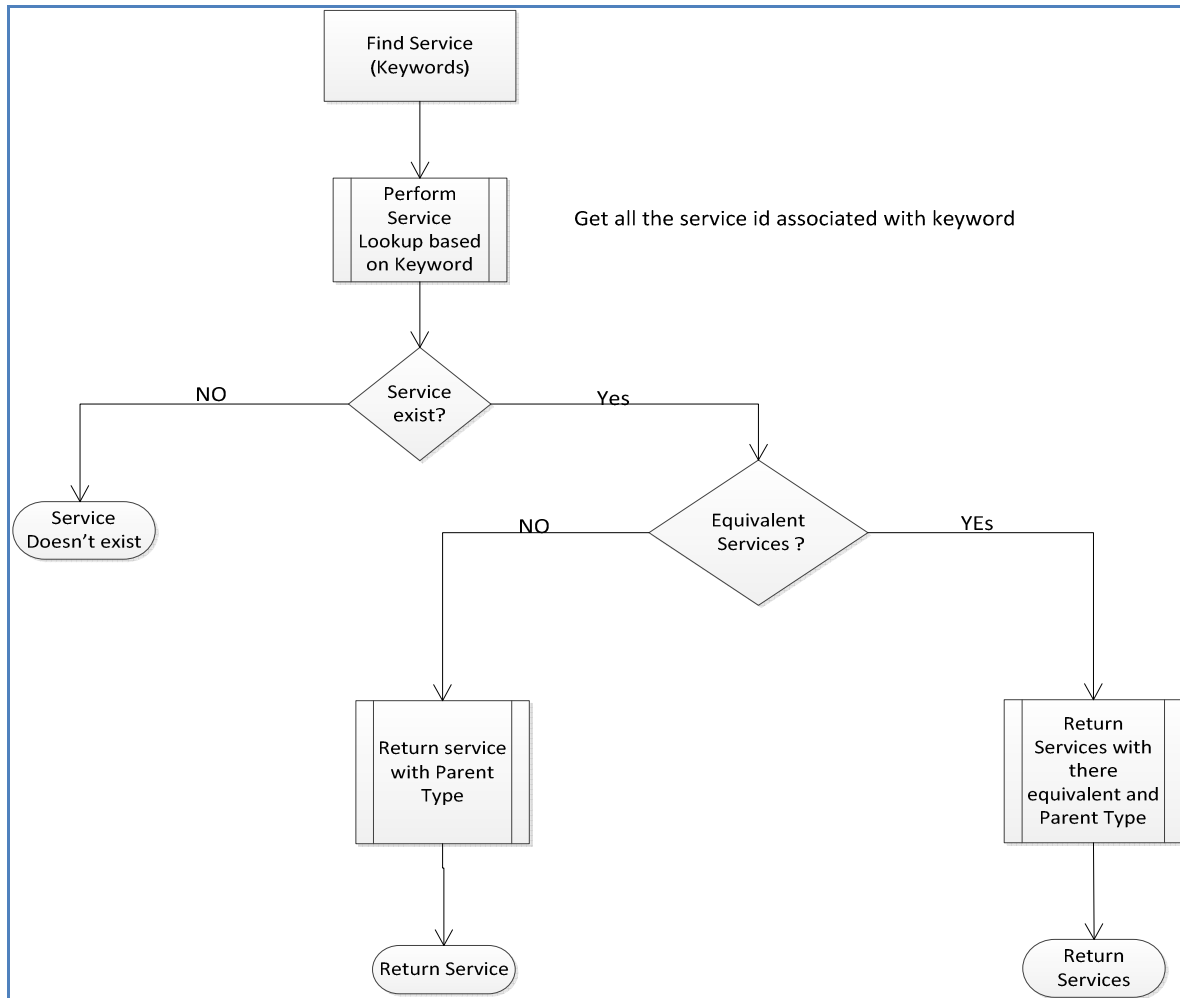 Find Service
(Keywords)
Perform
Service
Lookup based
on Keyword
Get all the service id associated with keyword
Service
exist?
NO
Yes
Service
Doesn't exist
Equivalent
Services ?
NO
YEs
Return service
with Parent
Type
Return
Services with
there
equivalent and
Parent Type
Return Service
Return
Services